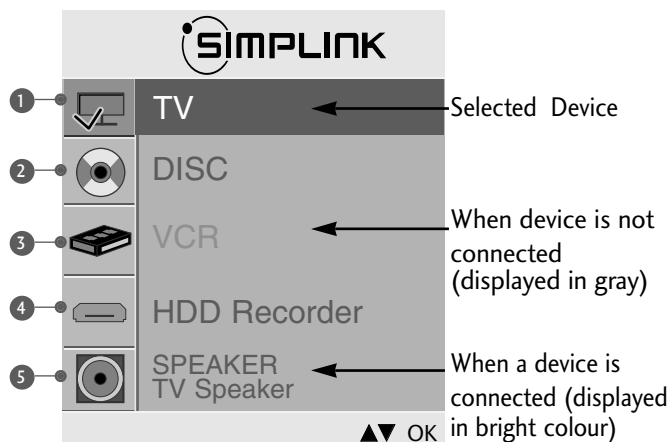 SIMPLINK
1 TV Selected Device
2 DISC
3 VCR When device is not
connected
(displayed in gray)
4 HDD Recorder
5 SPEAKER
TV Speaker
When a device is
connected (displayed
in bright colour)
▲▼ OK